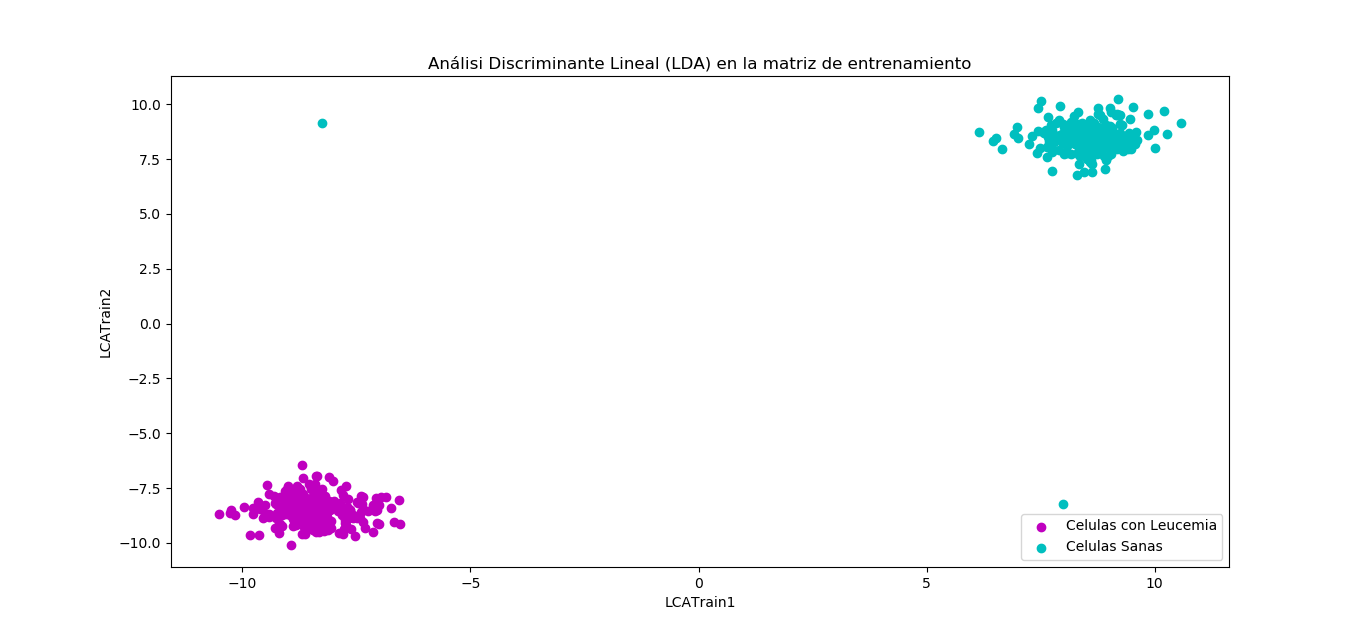 Análisi Discriminante Lineal (LDA) en la matriz de entrenamiento
10.0
7.5
5.0
2.5
0.0
−2.5
−5.0
−7.5
−10.0
LCATrain2
Celulas con Leucemia
Celulas Sanas
−10
−5
0
5
10
LCATrain1